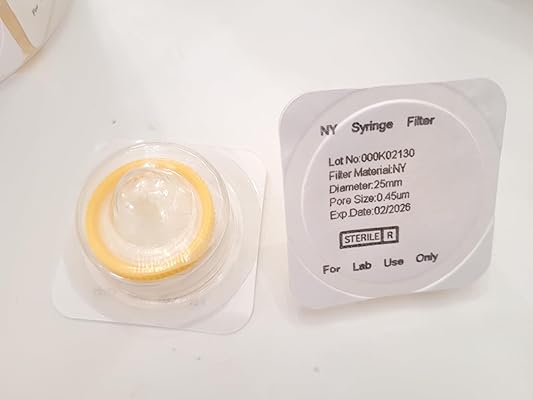 For
NY Syringe Filter
Lot No:000K02130
Filter Material:NY
Diameter:25mm
Pore Size:0.45um
Exp.Date:02/2026
STERILE R
For Lab Use Only